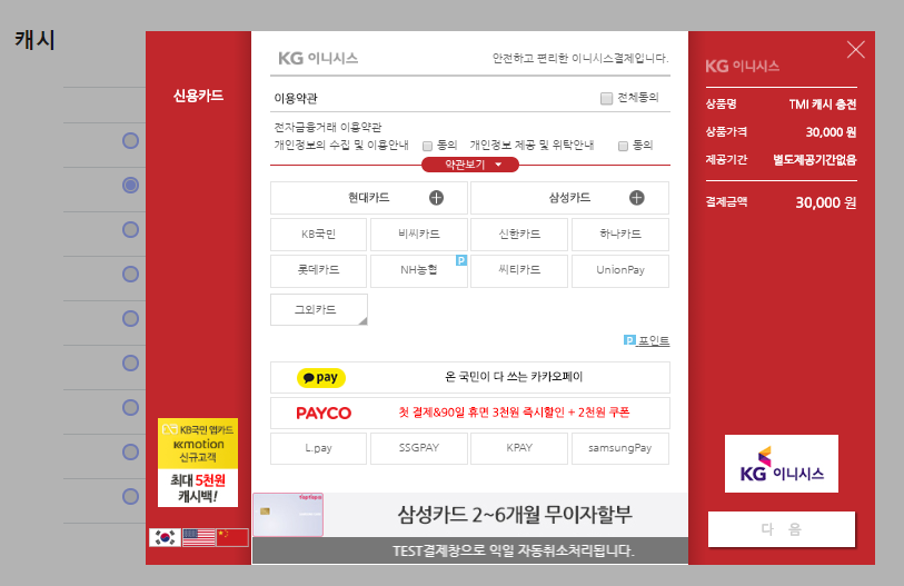 캐시
신용카드
KG 이니시스
안전하고 편리한 이니시스결제입니다.
이용약관
전체동의
전자금융거래 이용약관
개인정보의 수집 및 이용안내 동의 개인정보 제공 및 위탁안내 동의
약관보기
현대카드
삼성카드
KB국민
비씨카드
신한카드
하나카드
롯데카드
NH농협
P
씨티카드
UnionPay
그외카드
P 포인트
pay
온 국민이 다 쓰는 카카오페이
PAYCO
첫 결제&90일 휴면 3천원 즉시할인 + 2천원 쿠폰
L.pay
SSGPAY
KPAY
samsungPay
삼성카드 2~6개월 무이자할부
TEST결제창으로 익일 자동취소처리됩니다.
KB국민 앱카드
motion
신규고객
최대 5천원
캐시백!
KG 이니시스
상품명 TMI 캐시 충전
상품가격 30,000 원
제공기간 별도제공기간없음
결제금액 30,000 원
KG 이니시스
다 음